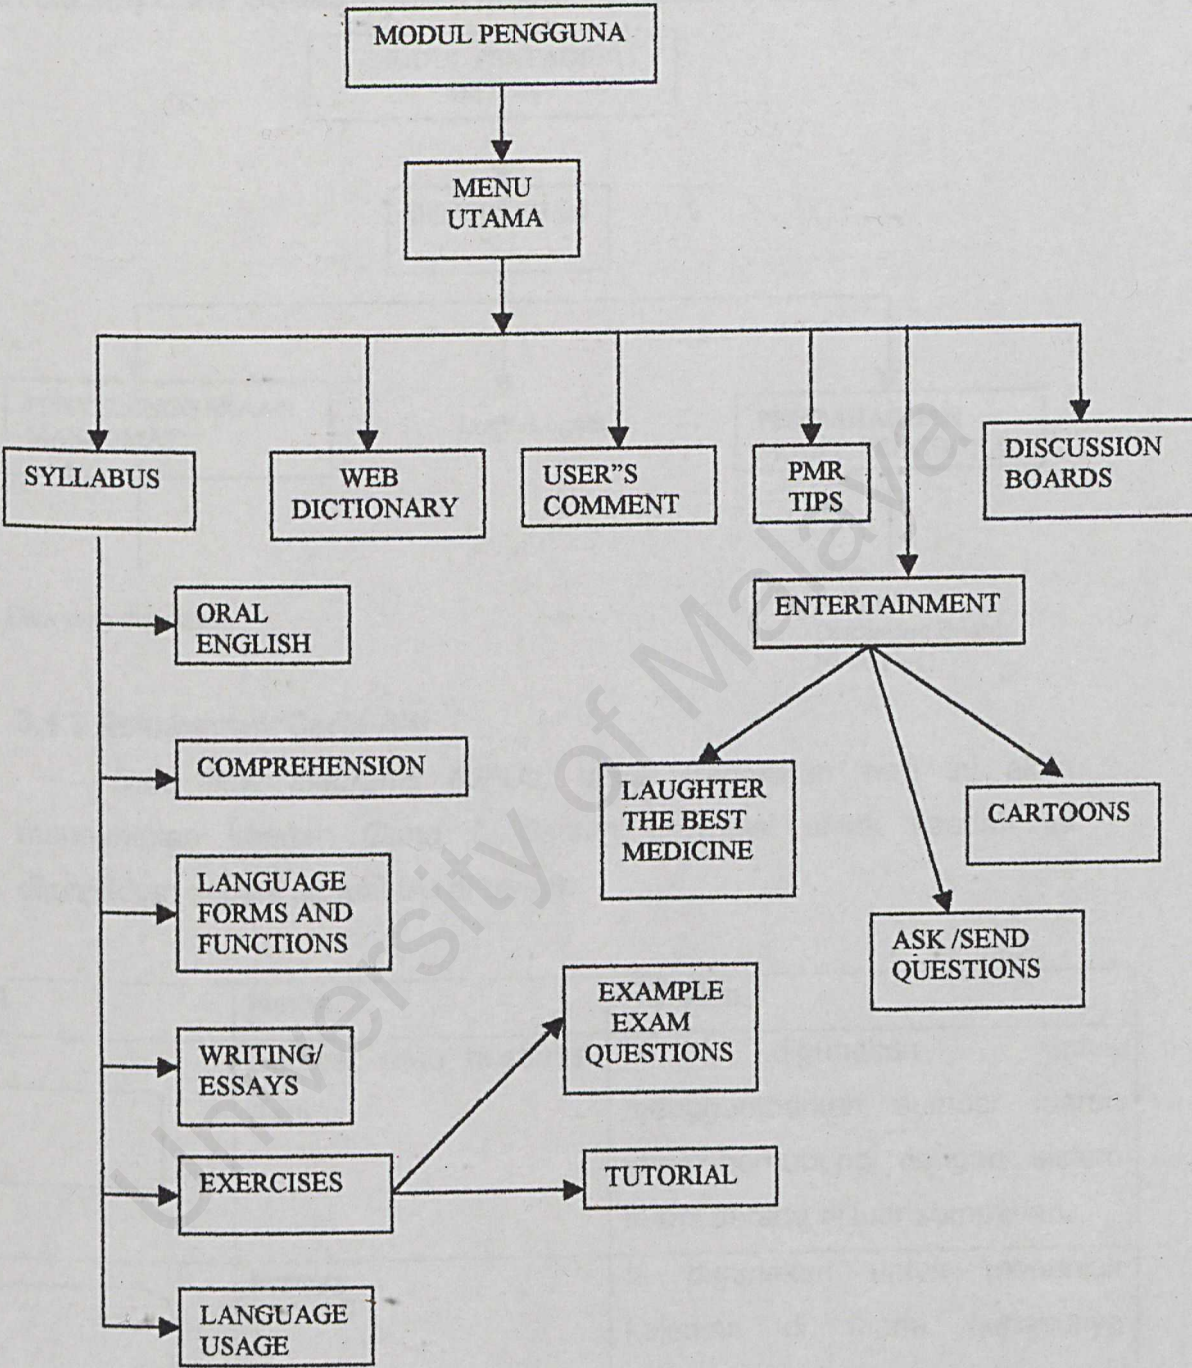 MODUL PENGGUNA
MENU
UTAMA
SYLLABUS
WEB
DICTIONARY
USER"S
COMMENT
PMR
TIPS
DISCUSSION
BOARDS
ORAL
ENGLISH
ENTERTAINMENT
COMPREHENSION
LAUGHTER
THE BEST
MEDICINE
CARTOONS
LANGUAGE
FORMS AND
FUNCTIONS
ASK /SEND
QUESTIONS
EXAMPLE
EXAM
QUESTIONS
WRITING/
ESSAYS
EXERCISES
TUTORIAL
LANGUAGE
USAGE
University of Malaya